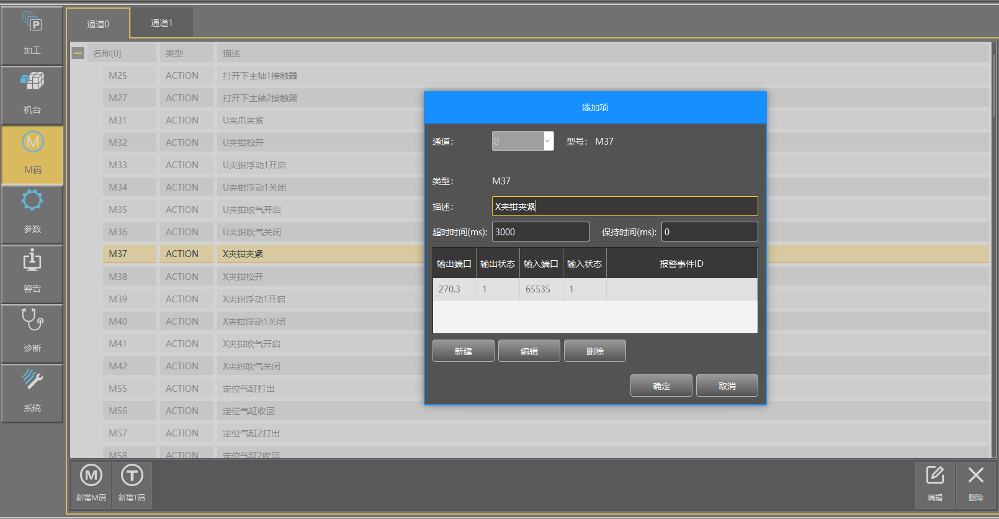 加工
机台
M
M码
参数
警告
诊断
系统
通道0
通道1
名称[0] 类型 描述
M25 ACTION 打开下主轴1接触器
M27 ACTION 打开下主轴2接触器
M31 ACTION U夹爪夹紧
M32 ACTION U夹钳松开
M33 ACTION U夹钳浮动1开启
M34 ACTION U夹钳浮动1关闭
M35 ACTION U夹钳吹气开启
M36 ACTION U夹钳吹气关闭
M37 ACTION X夹钳夹紧
M38 ACTION X夹钳松开
M39 ACTION X夹钳浮动1开启
M40 ACTION X夹钳浮动1关闭
M41 ACTION X夹钳吹气开启
M42 ACTION X夹钳吹气关闭
M55 ACTION 定位气缸打出
M56 ACTION 定位气缸收回
M57 ACTION 定位气缸2打出
M58 ACTION 定位气缸2收回
添加项
通道: 0 型号: M37
类型: M37
描述: X夹钳夹紧
超时时间(ms): 3000 保持时间(ms): 0
输出端口 输出状态 输入端口 输入状态 报警事件ID
270.3 1 65535 1
新建 编辑 删除
确定 取消
M T
新增M码 新增T码 编辑 删除
P